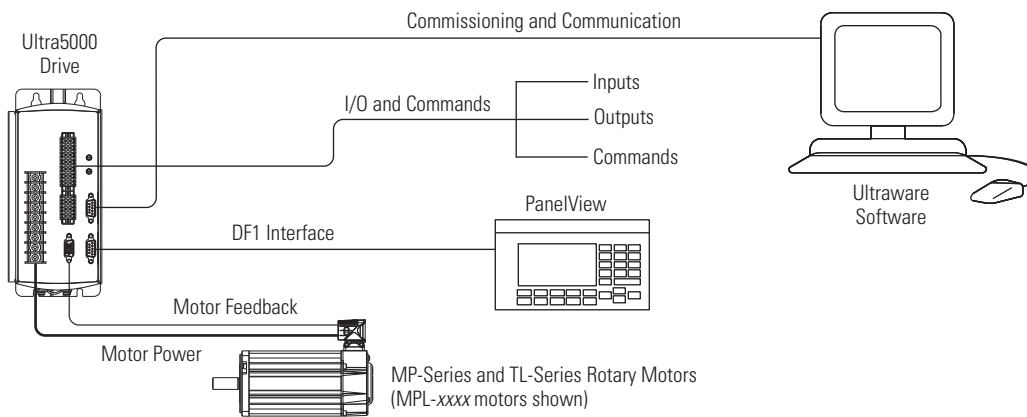 Commissioning and Communication
Ultra5000
Drive
Inputs
I/O and Commands
Outputs
Commands
Ultraware
Software
PanelView
DF1 Interface
Motor Feedback
Motor Power
MP-Series and TL-Series Rotary Motors
(MPL-xxxx motors shown)